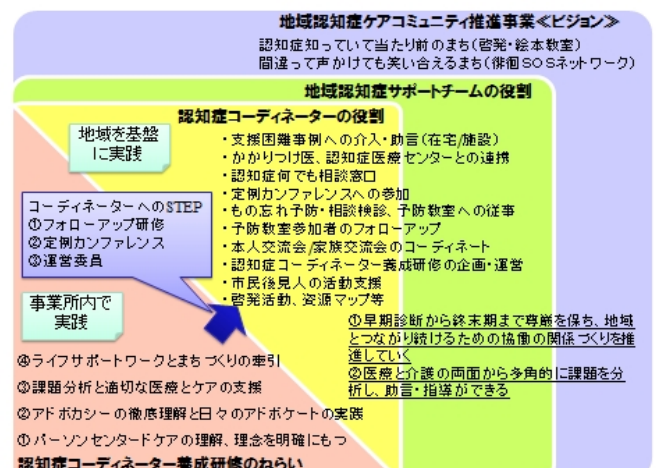 地域認知症ケアコミュニティ推進事業≪ビジョン≫
認知症知っていて当たり前のまち(啓発・絵本教室)
間違って声かけても笑い合えるまち(徘徊SOSネットワーク)
地域認知症サポートチームの役割
認知症コーディネーターの役割
地域を基盤
に実践
・支援困難事例への介入・助言(在宅/施設)
・かかりつけ医、認知症医療センターとの連携
・認知症何でも相談窓口
・定例カンファレンスへの参加
・もの忘れ予防・相談検診、予防教室への従事
・予防教室参加者のフォローアップ
・本人交流会/家族交流会のコーディネート
・認知症コーディネーター養成研修の企画・運営
・市民後見人の活動支援
・啓発活動、資源マップ等
コーディネーターへのSTEP
①フォローアップ研修
②定例カンファレンス
③運営委員
事業所内で
実践
①早期診断から終末期まで尊厳を保ち、地域
とつながり続けるための協働の関係づくりを推
進していく
②医療と介護の両面から多角的に課題を分
析し、助言・指導ができる
④ライフサポートワークとまちづくりの牽引
③課題分析と適切な医療とケアの支援
②アドボカシーの徹底理解と日々のアドボケートの実践
①パーソンセンタードケアの理解、理念を明確にもつ
認知症コーディネーター養成研修のねらい